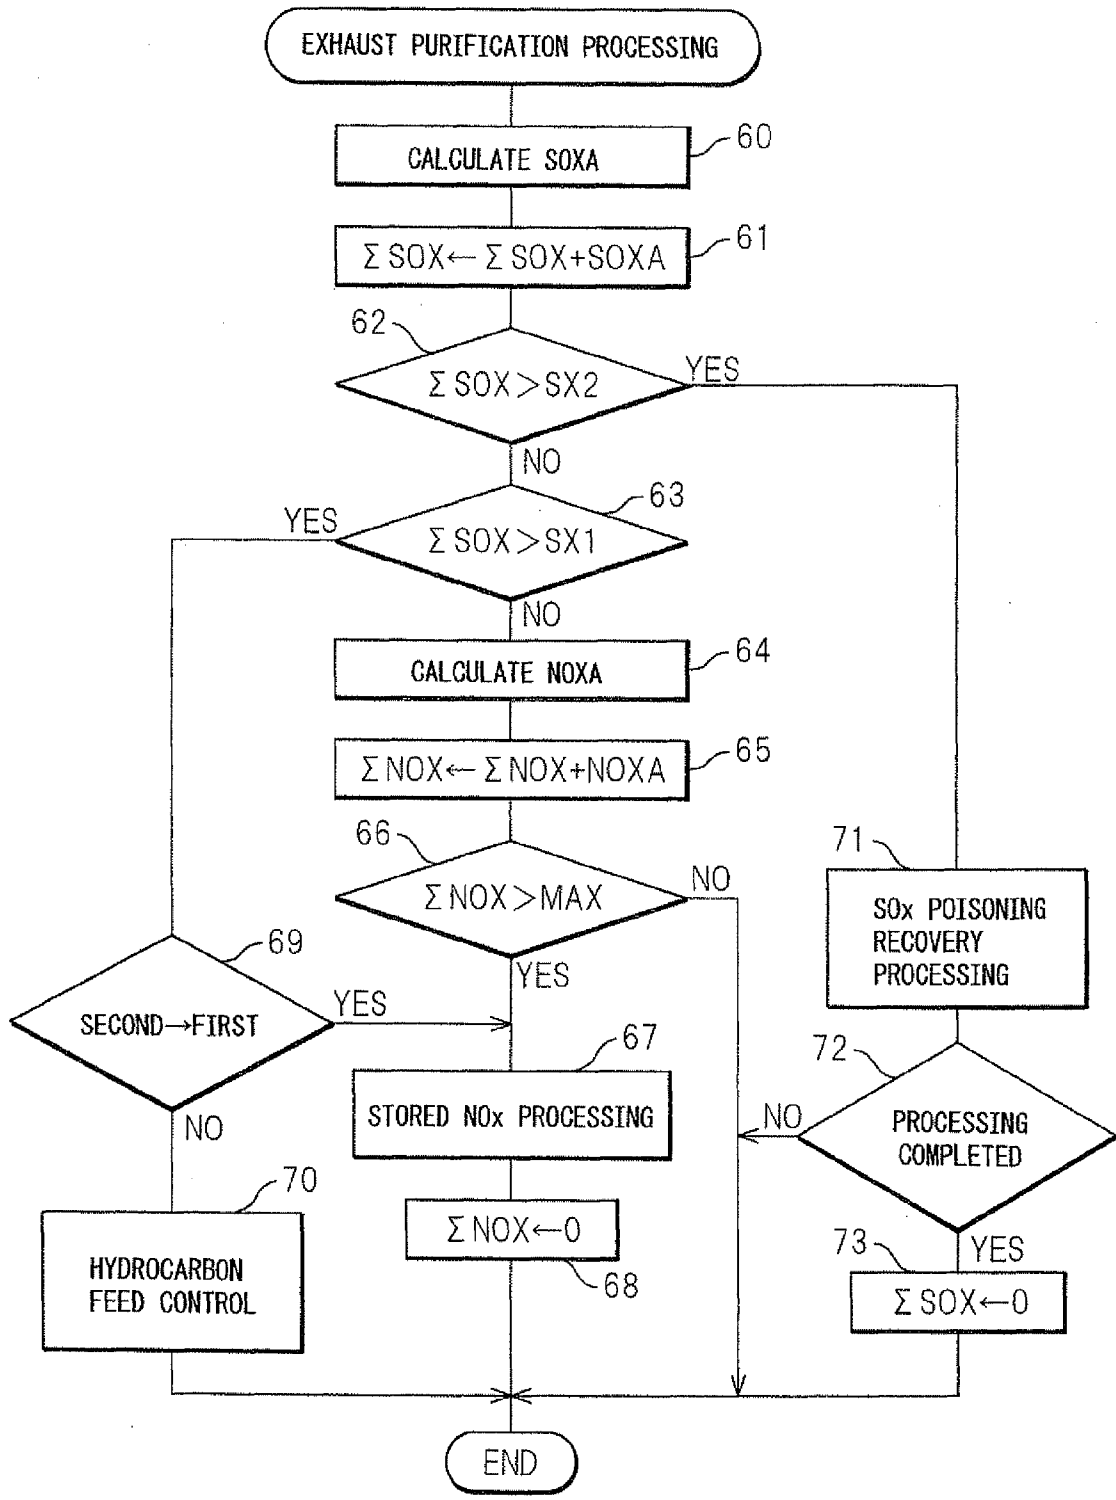 EXHAUST PURIFICATION PROCESSING
60
CALCULATE SOXA
61
Σ SOX← Σ SOX+SOXA
62
Σ SOX>SX2
YES
NO
63
YES
Σ SOX>SX1
NO
64
CALCULATE NOXA
65
Σ NOX← Σ NOX+NOXA
66
Σ NOX>MAX
NO
YES
71
SOx POISONING
RECOVERY
PROCESSING
69
SECOND→FIRST
YES
NO
67
STORED NOx PROCESSING
72
NO
PROCESSING
COMPLETED
YES
70
HYDROCARBON
FEED CONTROL
Σ NOX←0
68
73
Σ SOX←0
END